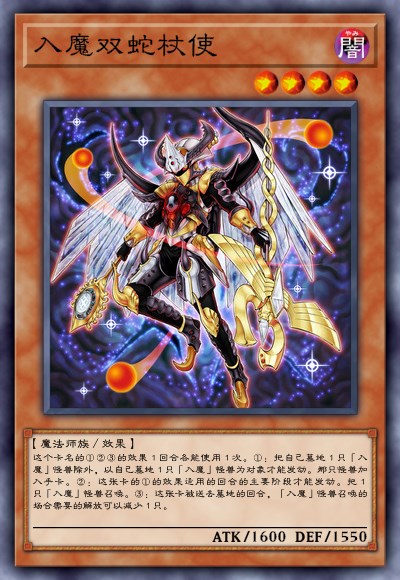 入魔双蛇杖使
やみ
闇
【魔法师族／效果】
这个卡名的①②③的效果1回合各能使用1次。①：把自己墓地1只「入
魔」怪兽除外，以自己墓地1只「入魔」怪兽为对象才能发动。那只怪兽加
入手卡。②：这张卡的①的效果适用的回合的主要阶段才能发动。把1
只「入魔」怪兽召唤。③：这张卡被送去墓地的回合，「入魔」怪兽召唤的
场合需要的解放可以减少1只。
ATK/1600 DEF/1550